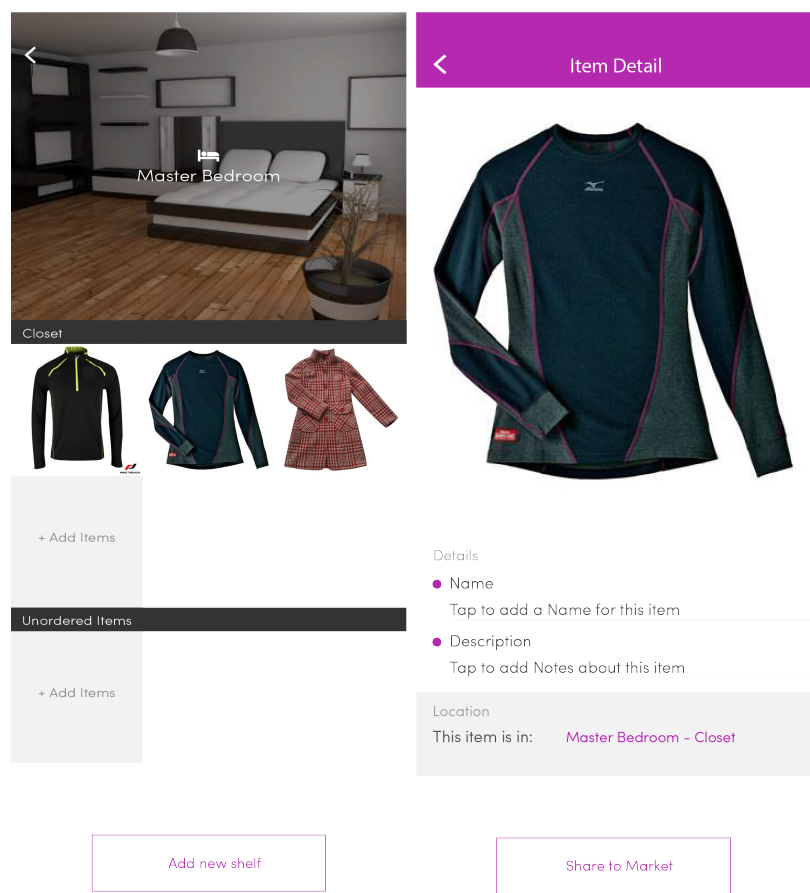 Master Bedroom
Closet
PRO TOUCH
+ Add Items
Unordered Items
+ Add Items
Add new shelf
Item Detail
Details
Name
Tap to add a Name for this item
Description
Tap to add Notes about this item
Location
This item is in: Master Bedroom - Closet
Share to Market